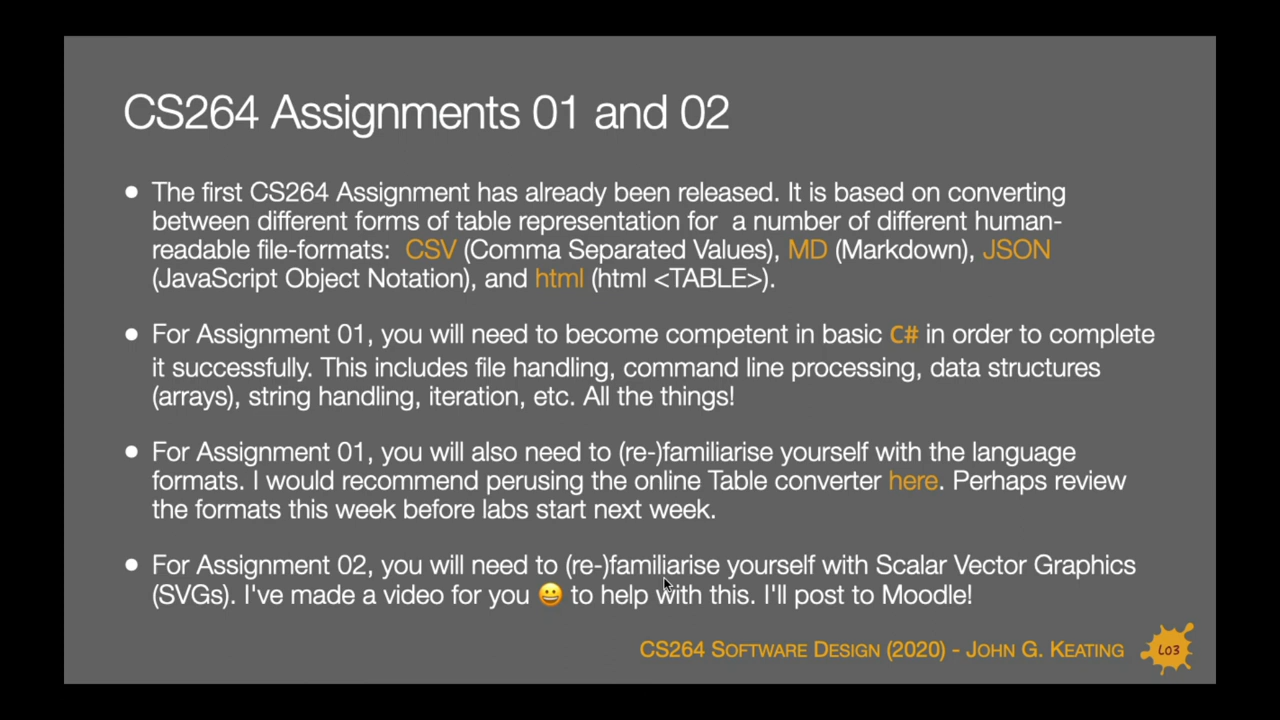 CS264 Assignments 01 and 02
● The first CS264 Assignment has already been released. It is based on converting
between different forms of table representation for a number of different human-
readable file-formats: CSV (Comma Separated Values), MD (Markdown), JSON
(JavaScript Object Notation), and html (html <TABLE>).
● For Assignment 01, you will need to become competent in basic C# in order to complete
it successfully. This includes file handling, command line processing, data structures
(arrays), string handling, iteration, etc. All the things!
● For Assignment 01, you will also need to (re-)familiarise yourself with the language
formats. I would recommend perusing the online Table converter here. Perhaps review
the formats this week before labs start next week.
● For Assignment 02, you will need to (re-)familiarise yourself with Scalar Vector Graphics
(SVGs). I've made a video for you 😀 to help with this. I'll post to Moodle!
CS264 SOFTWARE DESIGN (2020) - JOHN G. KEATING
L03